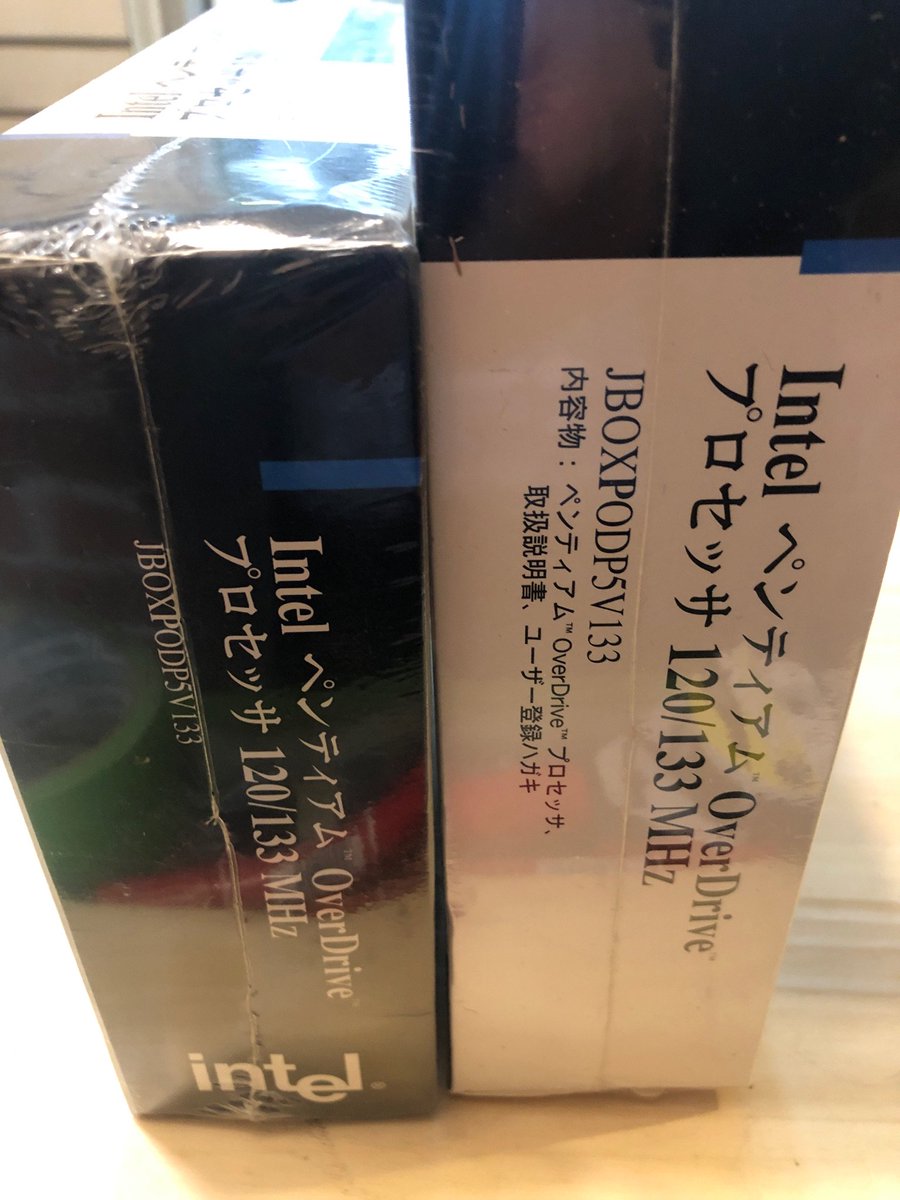 Intel ペンティアム™ OverDrive™
プロセッサ 120/133 MHz
JBOXPODP5V133
intel®
Intel ペンティアム™ OverDrive™
プロセッサ 120/133 MHz
JBOXPODP5V133
内容物：ペンティアム™ OverDrive™ プロセッサ、
取扱説明書、ユーザー登録ハガキ